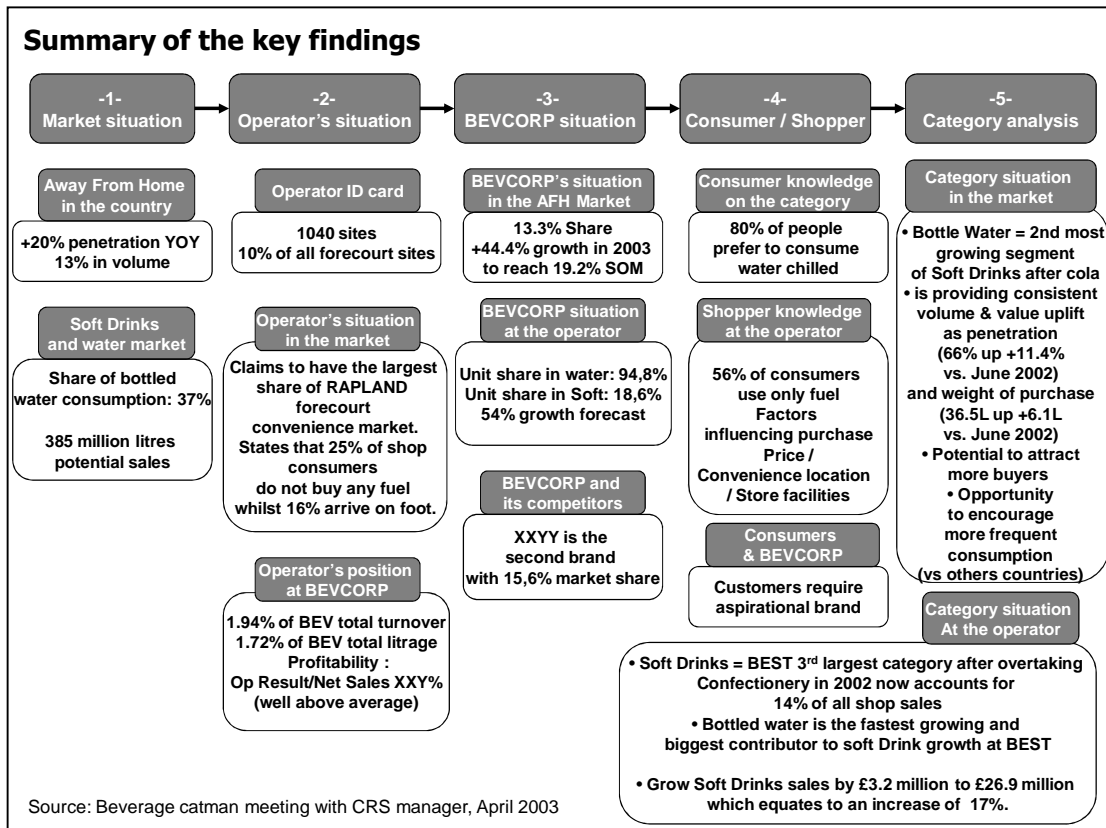 Summary of the key findings
-1-
Market situation
-2-
Operator's situation
-3-
BEVCORP situation
-4-
Consumer / Shopper
-5-
Category analysis
Away From Home
in the country
+20% penetration YOY
13% in volume
Soft Drinks
and water market
Share of bottled
water consumption: 37%
385 million litres
potential sales
Operator ID card
1040 sites
10% of all forecourt sites
Operator's situation
in the market
Claims to have the largest
share of RAPLAND
forecourt
convenience market.
States that 25% of shop
consumers
do not buy any fuel
whilst 16% arrive on foot.
Operator's position
at BEVCORP
1.94% of BEV total turnover
1.72% of BEV total litrage
Profitability :
Op Result/Net Sales XXY%
(well above average)
BEVCORP's situation
in the AFH Market
13.3% Share
+44.4% growth in 2003
to reach 19.2% SOM
BEVCORP situation
at the operator
Unit share in water: 94,8%
Unit share in Soft: 18,6%
54% growth forecast
BEVCORP and
its competitors
XXYY is the
second brand
with 15,6% market share
Consumer knowledge
on the category
80% of people
prefer to consume
water chilled
Shopper knowledge
at the operator
56% of consumers
use only fuel
Factors
influencing purchase
Price /
Convenience location
/ Store facilities
Consumers
& BEVCORP
Customers require
aspirational brand
Category situation
in the market
• Bottle Water = 2nd most
growing segment
of Soft Drinks after cola
• is providing consistent
volume & value uplift
as penetration
(66% up +11.4%
vs. June 2002)
and weight of purchase
(36.5L up +6.1L
vs. June 2002)
• Potential to attract
more buyers
• Opportunity
to encourage
more frequent
consumption
(vs others countries)
Category situation
At the operator
• Soft Drinks = BEST 3rd largest category after overtaking
Confectionery in 2002 now accounts for
14% of all shop sales
• Bottled water is the fastest growing and
biggest contributor to soft Drink growth at BEST
• Grow Soft Drinks sales by £3.2 million to £26.9 million
which equates to an increase of 17%.
Source: Beverage catman meeting with CRS manager, April 2003